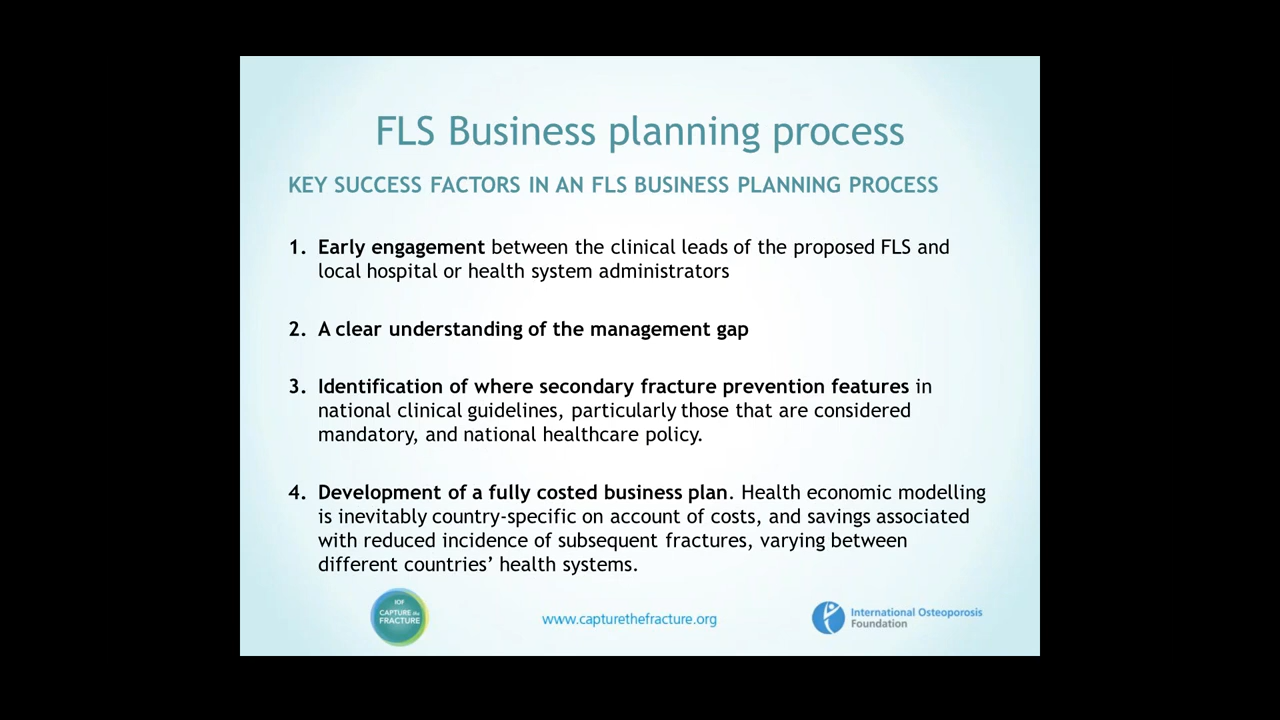 FLS Business planning process
KEY SUCCESS FACTORS IN AN FLS BUSINESS PLANNING PROCESS
1. Early engagement between the clinical leads of the proposed FLS and
local hospital or health system administrators
2. A clear understanding of the management gap
3. Identification of where secondary fracture prevention features in
national clinical guidelines, particularly those that are considered
mandatory, and national healthcare policy.
4. Development of a fully costed business plan. Health economic modelling
is inevitably country-specific on account of costs, and savings associated
with reduced incidence of subsequent fractures, varying between
different countries’ health systems.
IOF
CAPTURE the
FRACTURE
www.capturethefracture.org
International Osteoporosis
Foundation